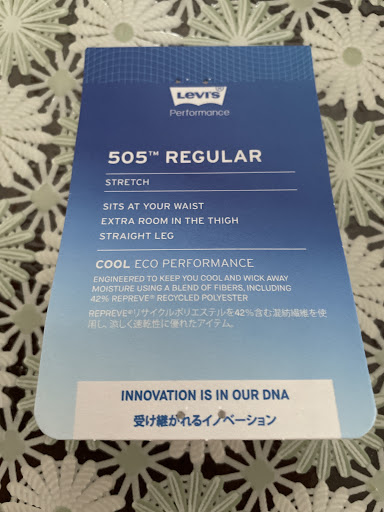 Levi's®
Performance
505™ REGULAR
STRETCH
SITS AT YOUR WAIST
EXTRA ROOM IN THE THIGH
STRAIGHT LEG
COOL ECO PERFORMANCE
ENGINEERED TO KEEP YOU COOL AND WICK AWAY
MOISTURE USING A BLEND OF FIBERS, INCLUDING
42% REPREVE® RECYCLED POLYESTER
REPREVE®リサイクルポリエステルを42%含む混紡繊維を使
用し、涼しく速乾性に優れたアイテム。
INNOVATION IS IN OUR DNA
受け継がれるイノベーション